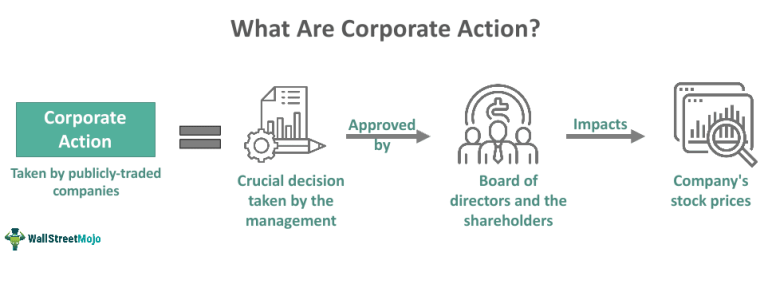 What Are Corporate Action?
Corporate
Action
Taken by publicly-traded
companies
=
Crucial decision
taken by the
management
Approved
by
Board of
directors and the
shareholders
Impacts
Company's
stock prices
WallStreetMojo